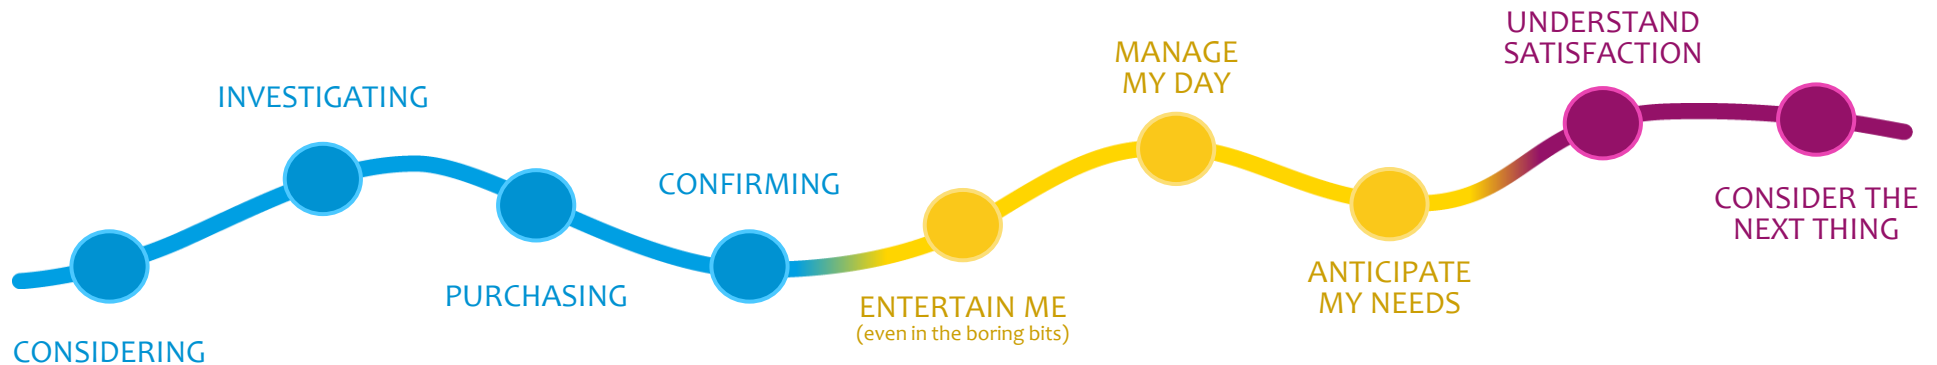 CONSIDERING
INVESTIGATING
PURCHASING
CONFIRMING
ENTERTAIN ME
(even in the boring bits)
MANAGE
MY DAY
ANTICIPATE
MY NEEDS
UNDERSTAND
SATISFACTION
CONSIDER THE
NEXT THING